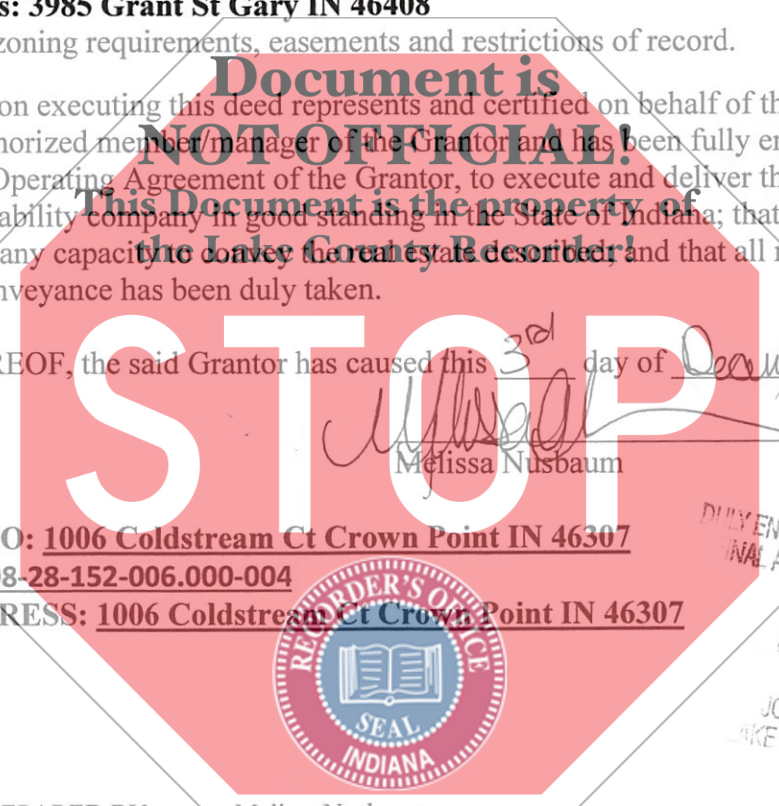 s: 3985 Grant St Gary IN 46408
zoning requirements, easements and restrictions of record.
Document is
on executing this deed represents and certified on behalf of th
NOT OFFICIAL!
horized member/manager of the Grantor and has been fully en
Operating Agreement of the Grantor, to execute and deliver th
This Document is the property of
ability company in good standing in the State of Indiana; that
the Lake County Recorder!
any capacity to convey the real estate described; and that all
nveyance has been duly taken.
STOP
REOF, the said Grantor has caused this 3rd day of
Melissa Nusbaum
DULY EN
INAL A
O: 1006 Coldstream Ct Crown Point IN 46307
08-28-152-006.000-004
RESS: 1006 Coldstream Ct Crown Point IN 46307
RECORDER'S OFFICE
SEAL
INDIANA
JO
AKE